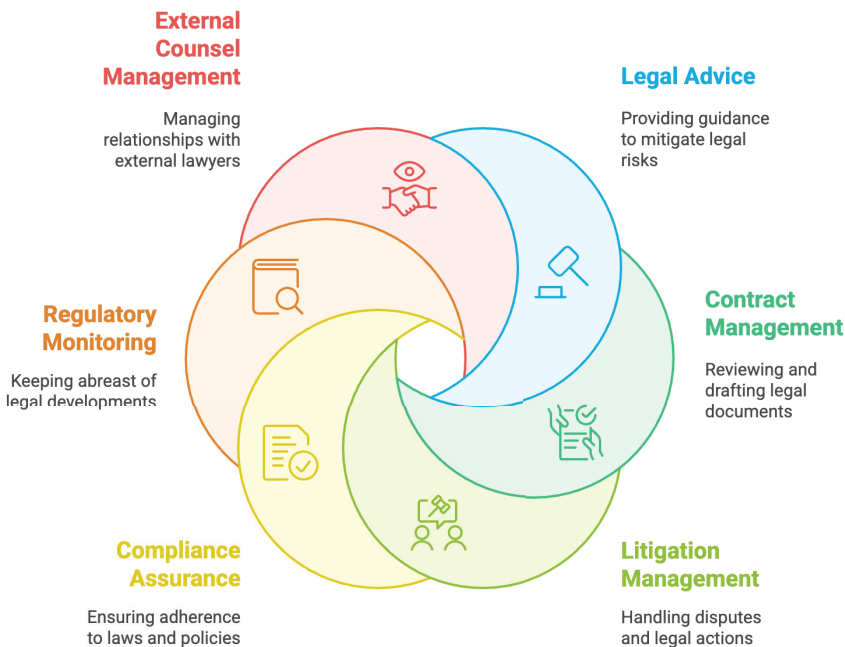 External
Counsel
Management
Managing
relationships with
external lawyers
Legal Advice
Providing guidance
to mitigate legal
risks
Regulatory
Monitoring
Keeping abreast of
legal developments
Contract
Management
Reviewing and
drafting legal
documents
Compliance
Assurance
Ensuring adherence
to laws and policies
Litigation
Management
Handling disputes
and legal actions